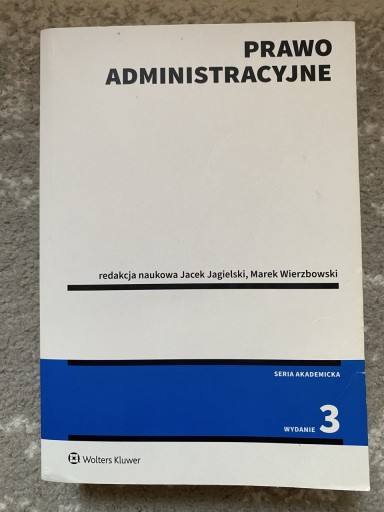 PRAWO
ADMINISTRACYJNE
redakcja naukowa Jacek Jagielski, Marek Wierzbowski
SERIA AKADEMICKA
WYDANIE 3
Wolters Kluwer